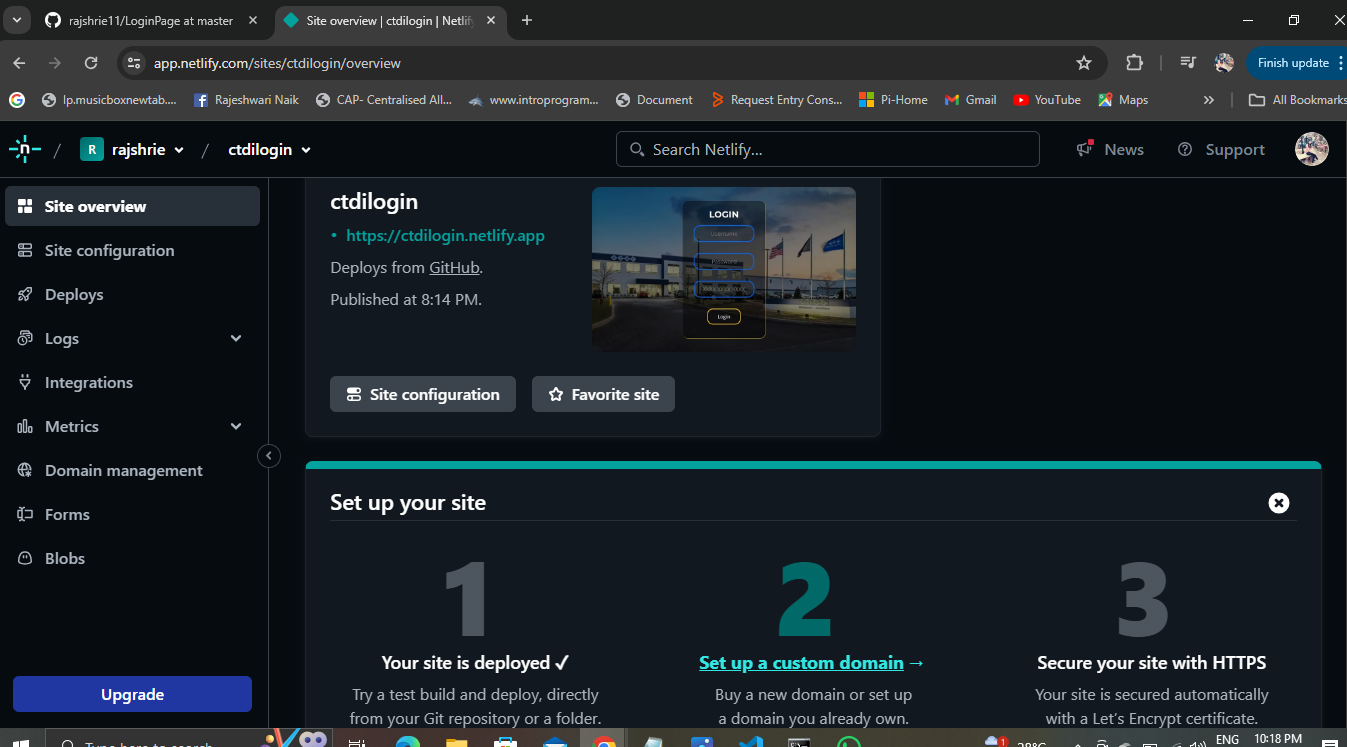 rajshrie11/LoginPage at master
Site overview | ctdilogin | Netlify
app.netlify.com/sites/ctdilogin/overview
Finish update
lp.musicboxnewtab....
Rajeshwari Naik
CAP- Centralised All...
www.introprogram...
Document
Request Entry Cons...
Pi-Home
Gmail
YouTube
Maps
All Bookmarks
R rajshrie
ctdilogin
Search Netlify...
News
Support
Site overview
Site configuration
Deploys
Logs
Integrations
Metrics
Domain management
Forms
Blobs
Upgrade
ctdilogin
• https://ctdilogin.netlify.app
Deploys from GitHub.
Published at 8:14 PM.
LOGIN
Username
Password
Login
Site configuration
Favorite site
Set up your site
1
Your site is deployed ✓
Try a test build and deploy, directly
from your Git repository or a folder.
2
Set up a custom domain →
Buy a new domain or set up
a domain you already own.
3
Secure your site with HTTPS
Your site is secured automatically
with a Let's Encrypt certificate.
Type here to search
1
28°C
ENG
10:18 PM